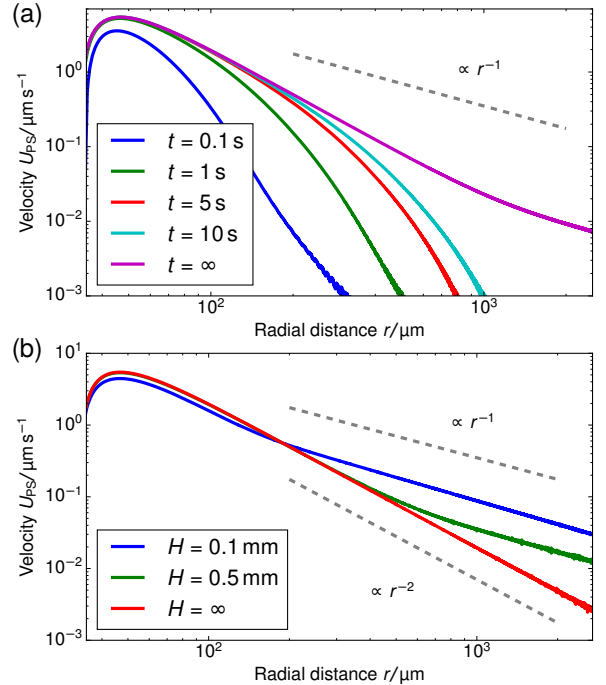 (a)
Velocity U_PS/μm s⁻¹
10⁰
10⁻¹
10⁻²
10⁻³
∝ r⁻¹
t = 0.1 s
t = 1 s
t = 5 s
t = 10 s
t = ∞
10² 10³
Radial distance r/μm
(b)
Velocity U_PS/μm s⁻¹
10¹
10⁰
10⁻¹
10⁻²
10⁻³
∝ r⁻¹
∝ r⁻²
H = 0.1 mm
H = 0.5 mm
H = ∞
10² 10³
Radial distance r/μm